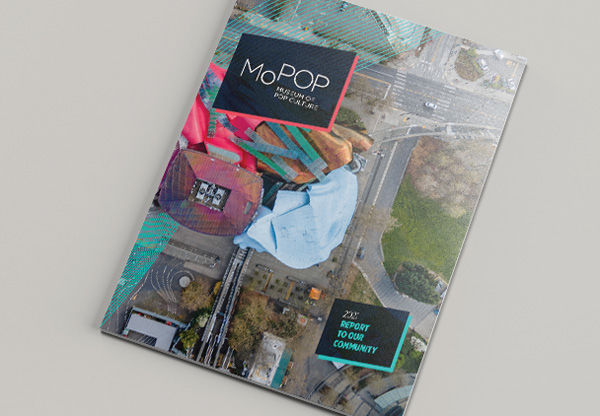 MoPOP
MUSEUM OF
POP CULTURE
REPORT
TO OUR
COMMUNITY